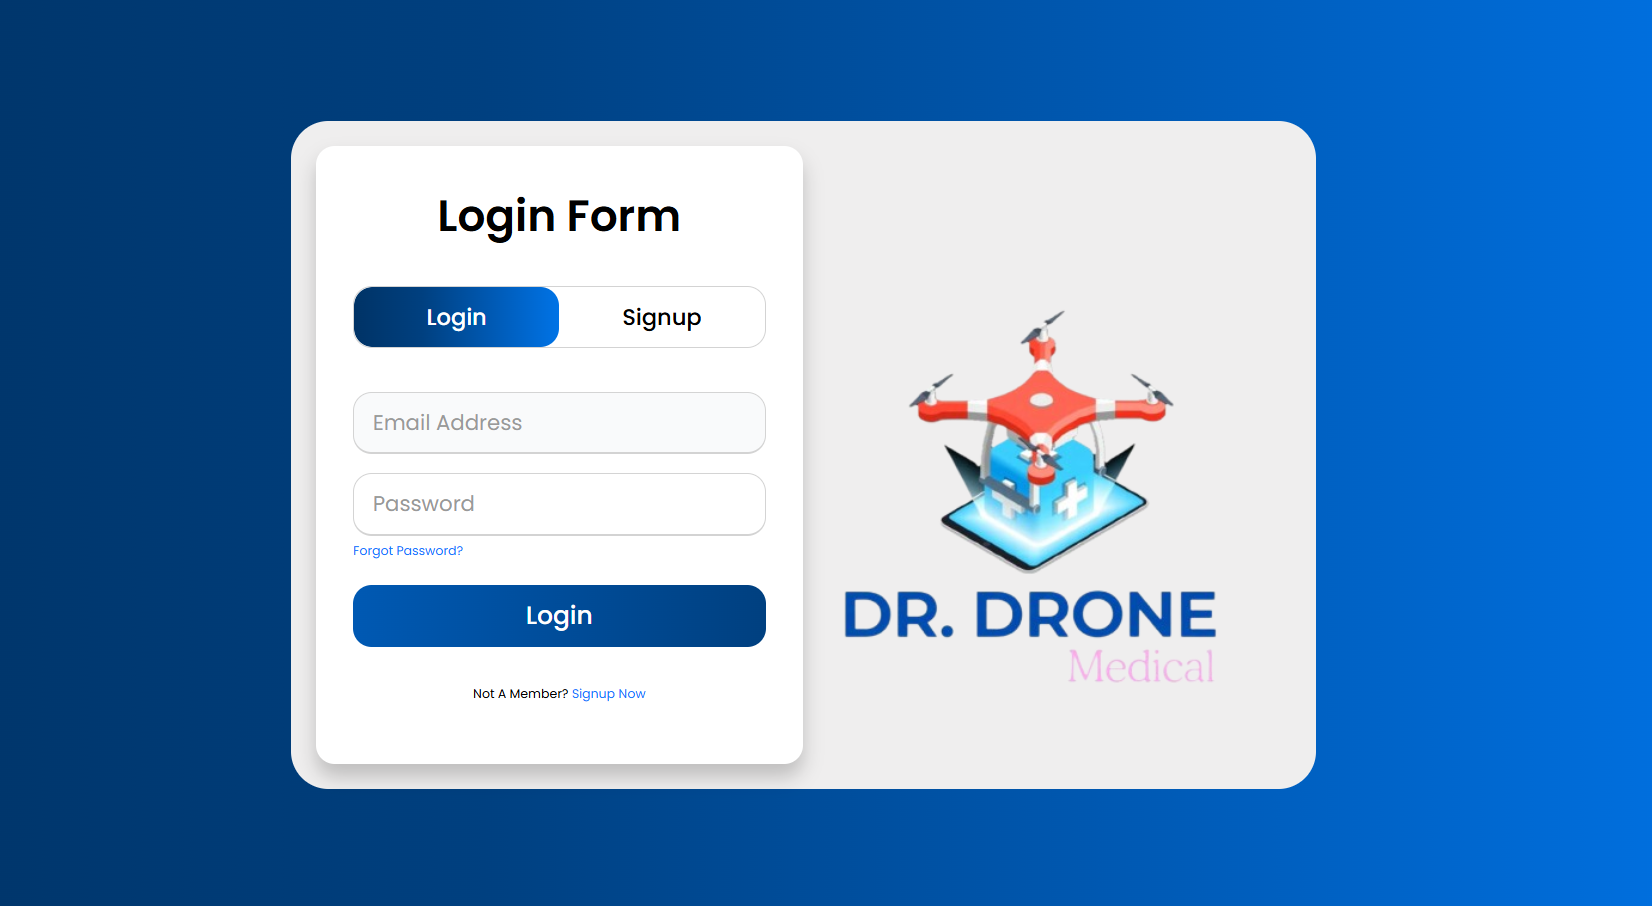 Login Form
Login Signup
Email Address
Password
Forgot Password?
Login
Not A Member? Signup Now
DR. DRONE
Medical